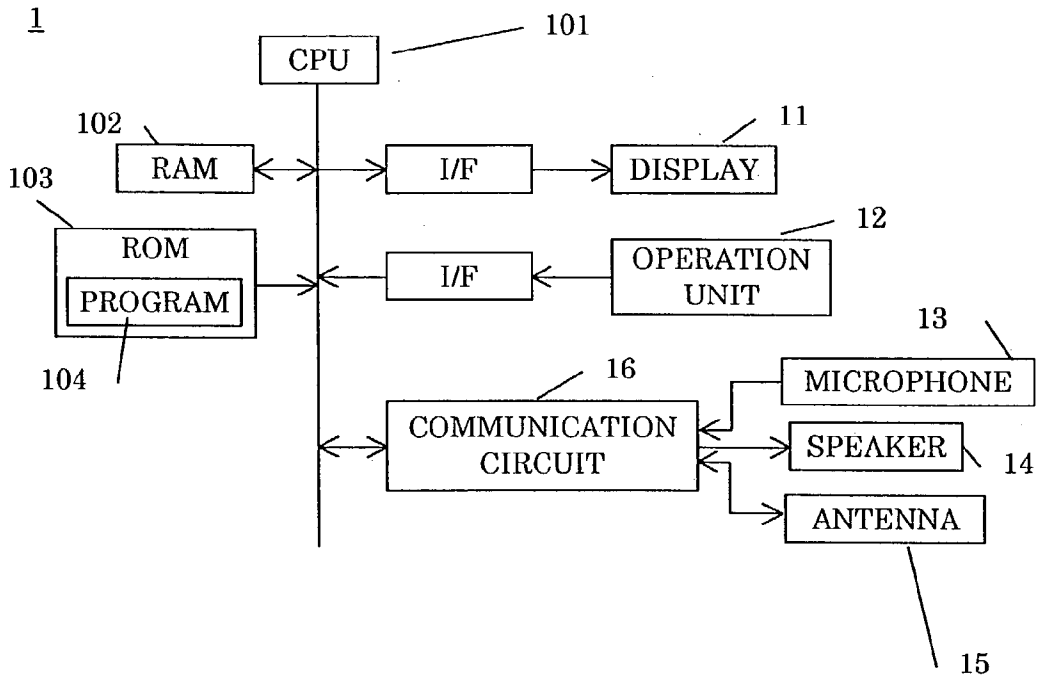 1
101
CPU
102
11
RAM
I/F
DISPLAY
103
12
ROM
PROGRAM
I/F
OPERATION
UNIT
104
13
16
MICROPHONE
COMMUNICATION
CIRCUIT
SPEAKER
14
ANTENNA
15